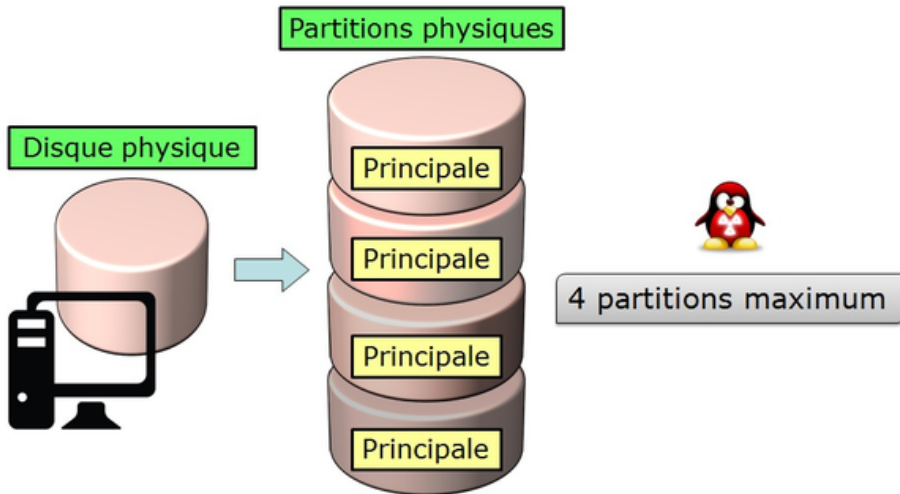 Partitions physiques
Disque physique
Principale
Principale
Principale
Principale
4 partitions maximum